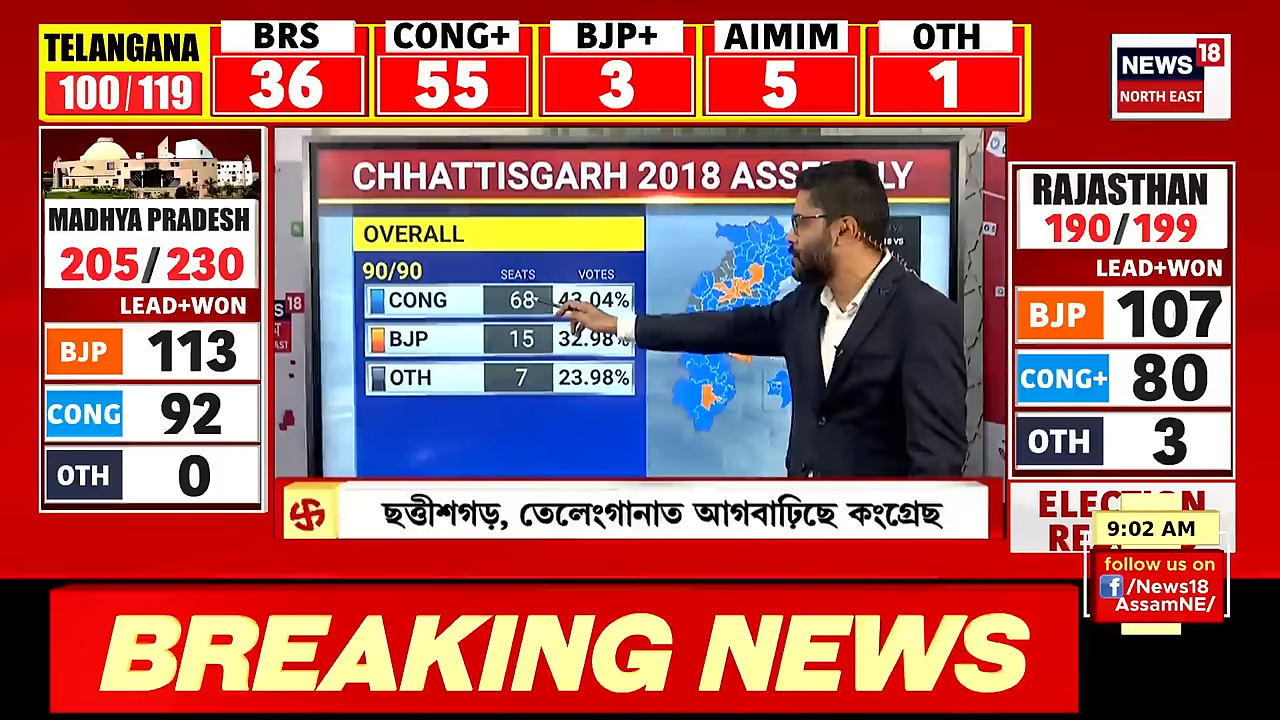 TELANGANA
100/119
BRS
36
CONG+
55
BJP+
3
AIMIM
5
OTH
1
NEWS 18
NORTH EAST
MADHYA PRADESH
205/230
LEAD+WON
BJP 113
CONG 92
OTH 0
CHHATTISGARH 2018
OVERALL
90/90
SEATS VOTES
CONG 68 43.04%
BJP 15 32.98%
OTH 7 23.98%
RAJASTHAN
190/199
LEAD+WON
BJP 107
CONG+ 80
OTH 3
ছত্তীশগড়, তেলেংগানাত আগবাঢ়িছে কংগ্ৰেছ
9:02 AM
follow us on
/News18
AssamNE/
BREAKING NEWS